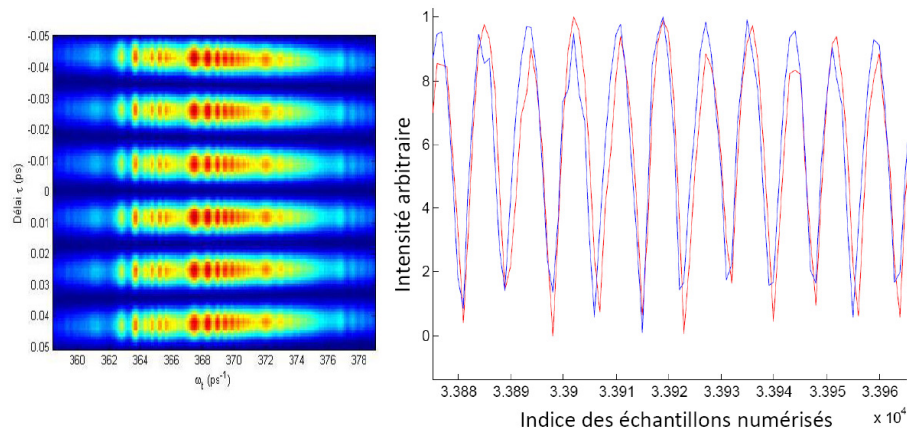 -0.05
-0.04
-0.03
-0.02
-0.01
0
0.01
0.02
0.03
0.04
0.05
Délai τ (ps)
360 362 364 366 368 370 372 374 376 378
ω_t (ps⁻¹)
1
8
6
4
2
0
Intensité arbitraire
3.388 3.389 3.39 3.391 3.392 3.393 3.394 3.395 3.396
x 10⁴
Indice des échantillons numérisés